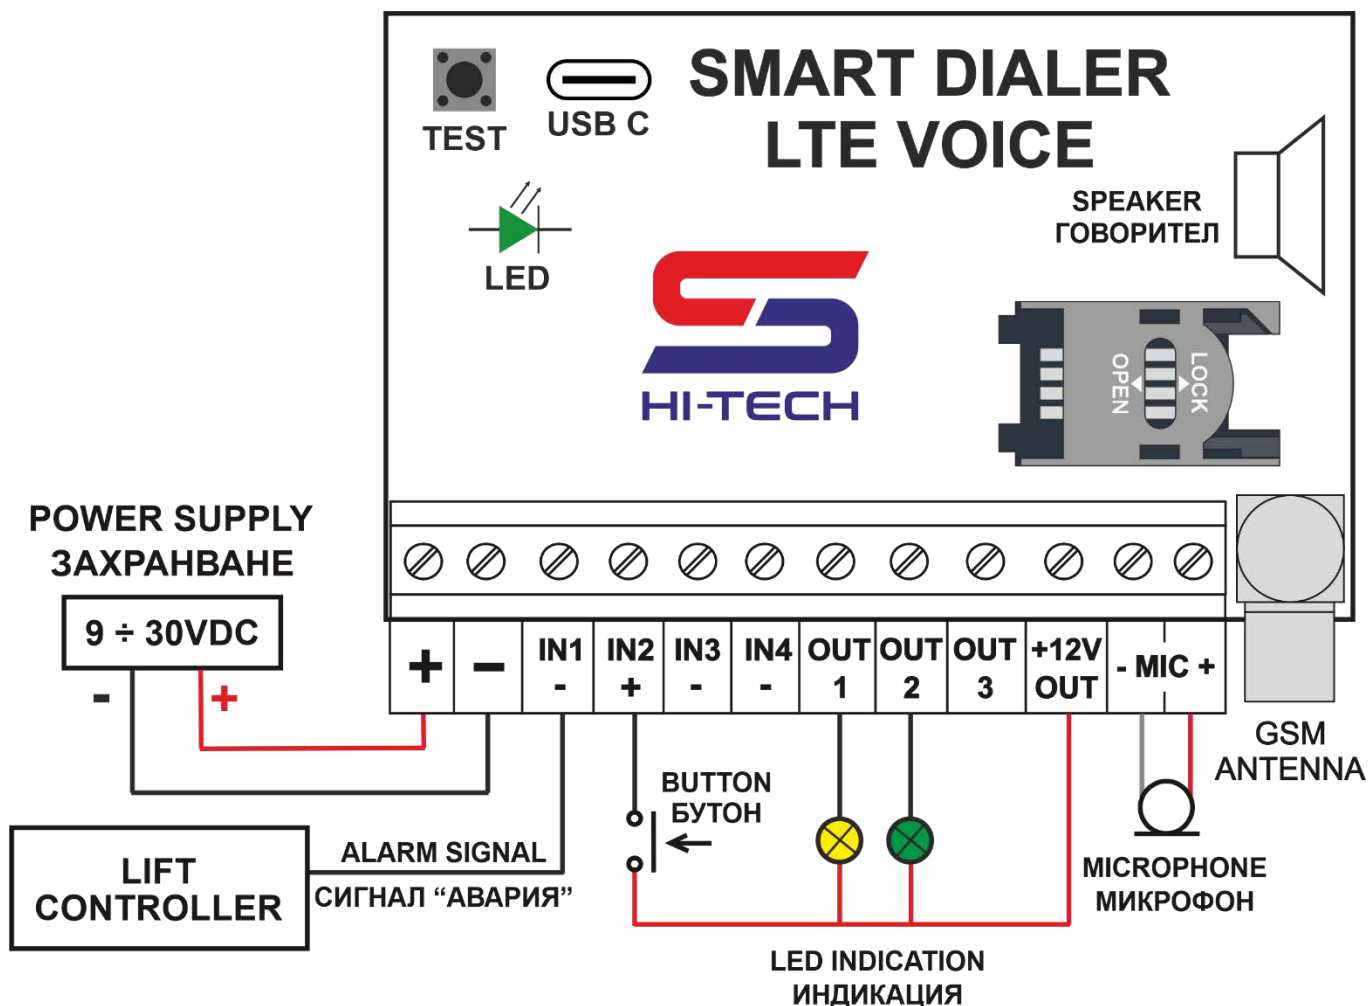 SMART DIALER
LTE VOICE
TEST
USB C
LED
SPEAKER
ГОВОРИТЕЛ
HI-TECH
OPEN
LOCK
POWER SUPPLY
ЗАХРАНВАНЕ
9 ÷ 30VDC
-
+
+
−
IN1
-
IN2
+
IN3
-
IN4
-
OUT
1
OUT
2
OUT
3
+12V
OUT
- MIC +
GSM
ANTENNA
BUTTON
БУТОН
LIFT
CONTROLLER
ALARM SIGNAL
СИГНАЛ “АВАРИЯ”
MICROPHONE
МИКРОФОН
LED INDICATION
ИНДИКАЦИЯ